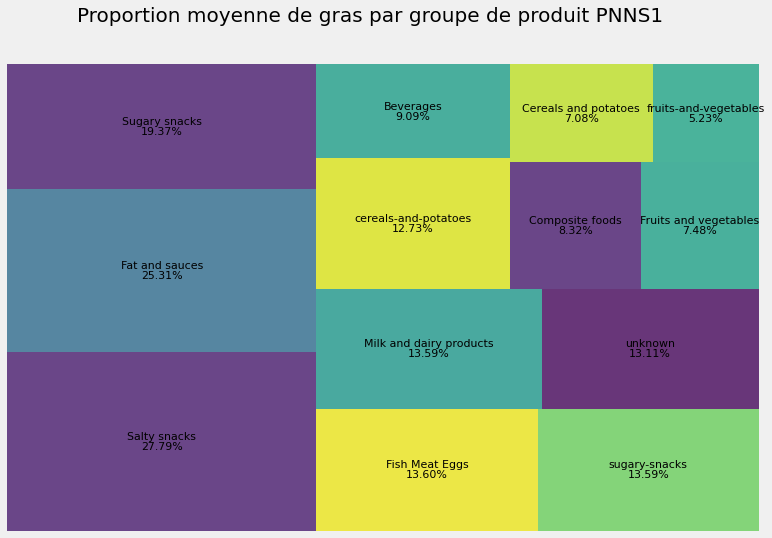 Proportion moyenne de gras par groupe de produit PNNS1
Sugary snacks
19.37%
Fat and sauces
25.31%
Salty snacks
27.79%
Beverages
9.09%
cereals-and-potatoes
12.73%
Cereals and potatoes
7.08%
fruits-and-vegetables
5.23%
Composite foods
8.32%
Fruits and vegetables
7.48%
Milk and dairy products
13.59%
unknown
13.11%
Fish Meat Eggs
13.60%
sugary-snacks
13.59%